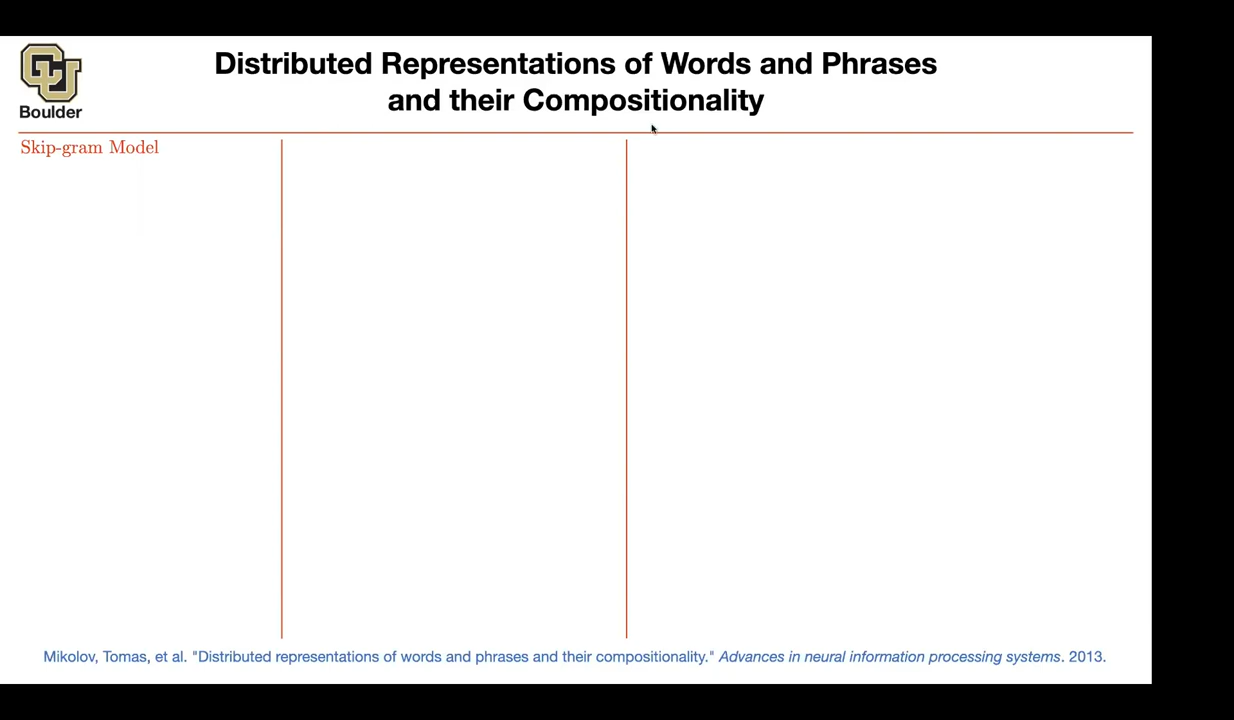 Boulder
Distributed Representations of Words and Phrases
and their Compositionality
Skip-gram Model
Mikolov, Tomas, et al. "Distributed representations of words and phrases and their compositionality." Advances in neural information processing systems. 2013.